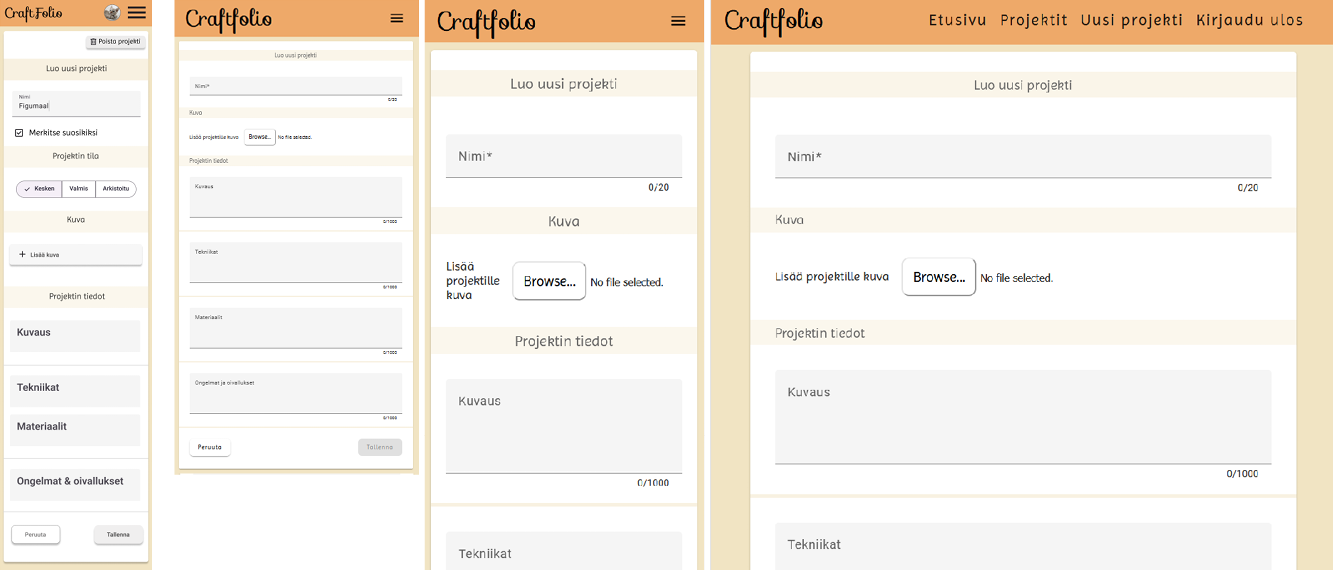 CraftFolio
Poista projekti
Luo uusi projekti
Nimi
Figumaal
Merkitse suosikiksi
Projektin tila
Kesken
Valmis
Arkistoitu
Kuva
+ Lisää kuva
Projektin tiedot
Kuvaus
Tekniikat
Materiaalit
Ongelmat & oivallukset
Peruuta
Tallenna
Craftfolio
Luo uusi projekti
Nimi*
0/20
Kuva
Lisää projektille kuva
Browse...
No file selected.
Projektin tiedot
Kuvaus
0/1000
Tekniikat
0/1000
Materiaalit
0/1000
Ongelmat ja oivallukset
0/1000
Peruuta
Tallenna
Craftfolio
Luo uusi projekti
Nimi*
0/20
Kuva
Lisää
projektille
kuva
Browse...
No file selected.
Projektin tiedot
Kuvaus
0/1000
Tekniikat
Craftfolio
Etusivu Projektit Uusi projekti Kirjaudu ulos
Luo uusi projekti
Nimi*
0/20
Kuva
Lisää projektille kuva
Browse...
No file selected.
Projektin tiedot
Kuvaus
0/1000
Tekniikat